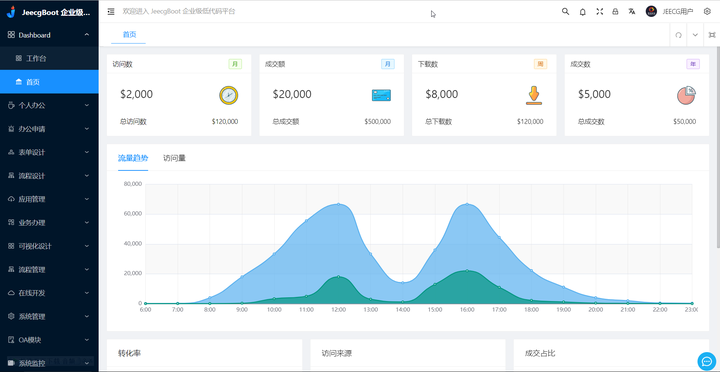 JeecgBoot 企业级...
欢迎进入 JeecgBoot 企业级低代码平台
JEECG用户
Dashboard
工作台
首页
个人办公
办公申请
表单设计
流程设计
应用管理
业务办理
可视化设计
流程管理
在线开发
系统管理
OA模块
系统监控
首页
访问数 月
$2,000
总访问数 $120,000
成交额 月
$20,000
总成交额 $500,000
下载数 周
$8,000
总下载数 $120,000
成交数 年
$5,000
总成交数 $50,000
流量趋势 访问量
80,000
60,000
40,000
20,000
0
6:00 7:00 8:00 9:00 10:00 11:00 12:00 13:00 14:00 15:00 16:00 17:00 18:00 19:00 20:00 21:00 22:00 23:00
转化率 访问来源 成交占比